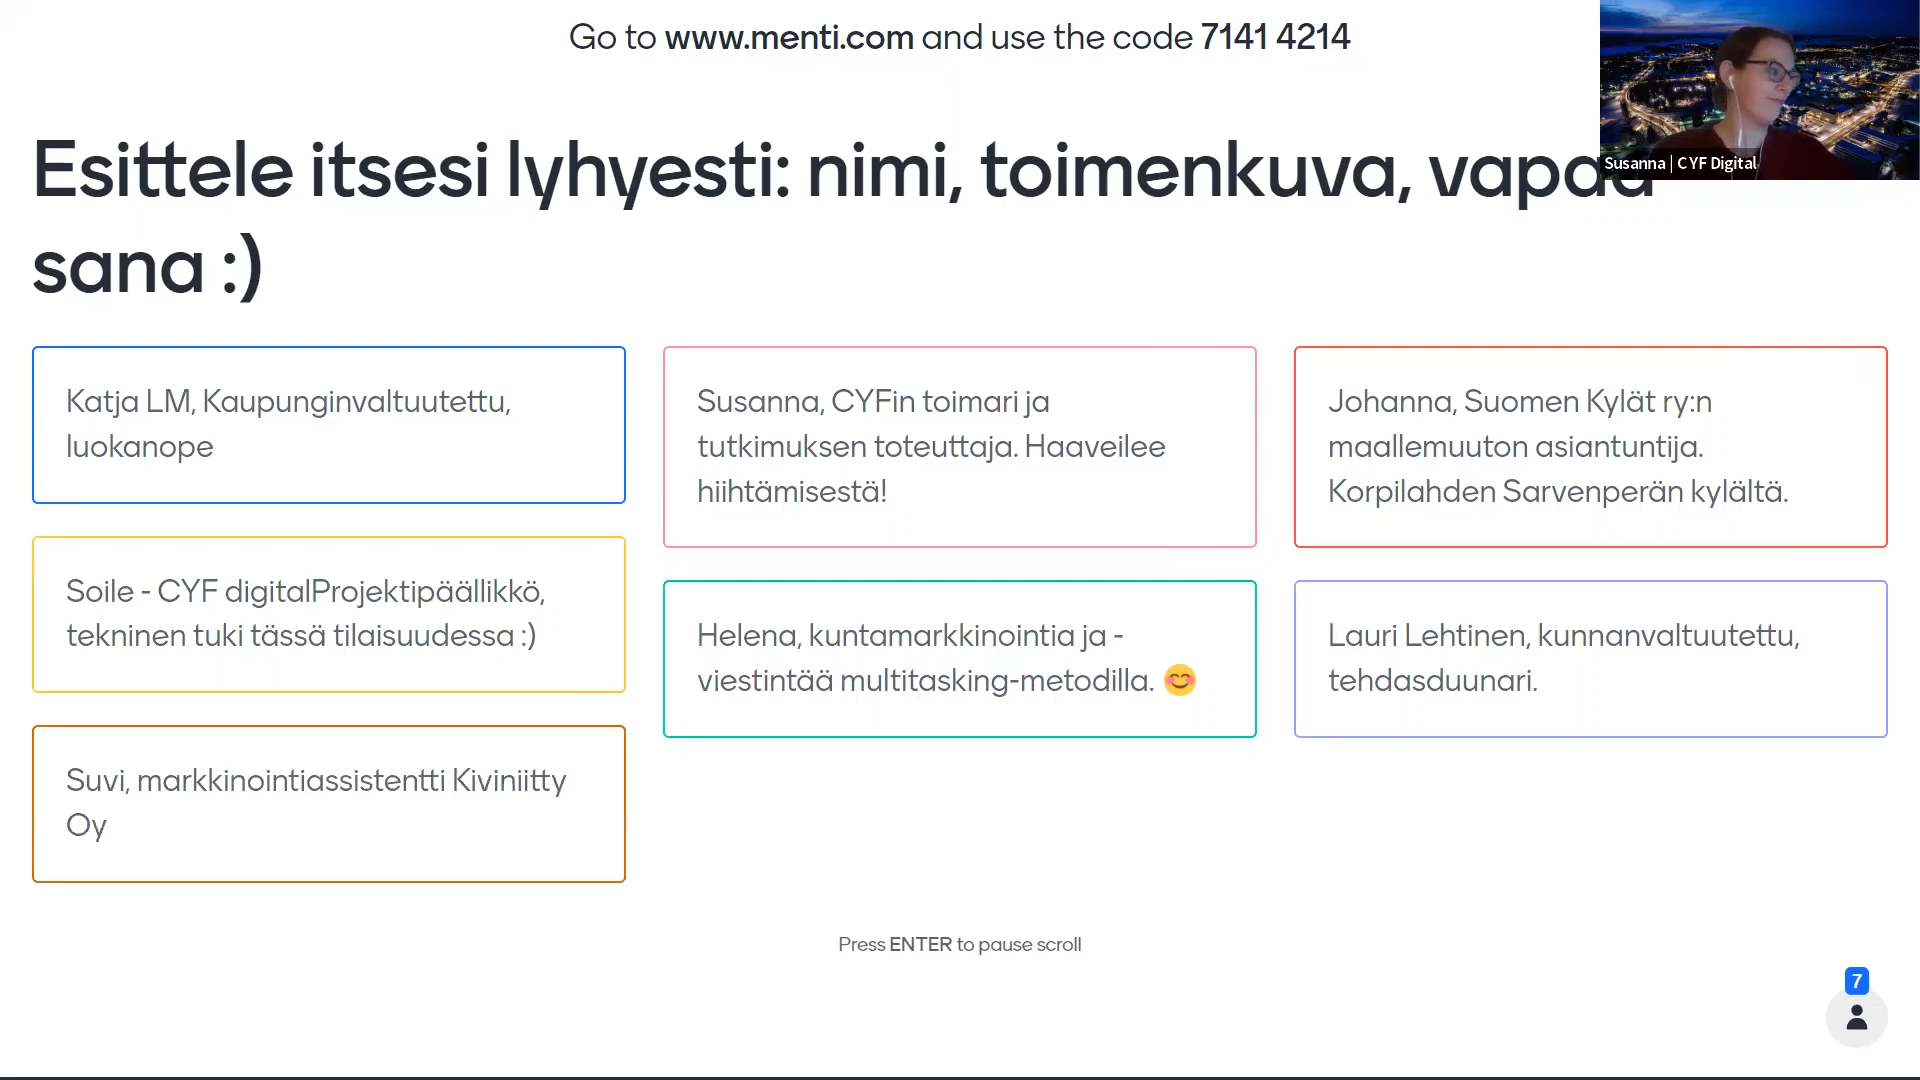 Go to www.menti.com and use the code 7141 4214
Susanna | CYF Digital
Esittele itsesi lyhyesti: nimi, toimenkuva, vapaa
sana :)
Katja LM, Kaupunginvaltuutettu,
luokanope
Soile - CYF digitalProjektipäällikkö,
tekninen tuki tässä tilaisuudessa :)
Suvi, markkinointiassistentti Kiviniitty
Oy
Susanna, CYFin toimari ja
tutkimuksen toteuttaja. Haaveilee
hiihtämisestä!
Helena, kuntamarkkinointia ja -
viestintää multitasking-metodilla. 😊
Johanna, Suomen Kylät ry:n
maallemuuton asiantuntija.
Korpilahden Sarvenperän kylältä.
Lauri Lehtinen, kunnanvaltuutettu,
tehdasduunari.
Press ENTER to pause scroll
7